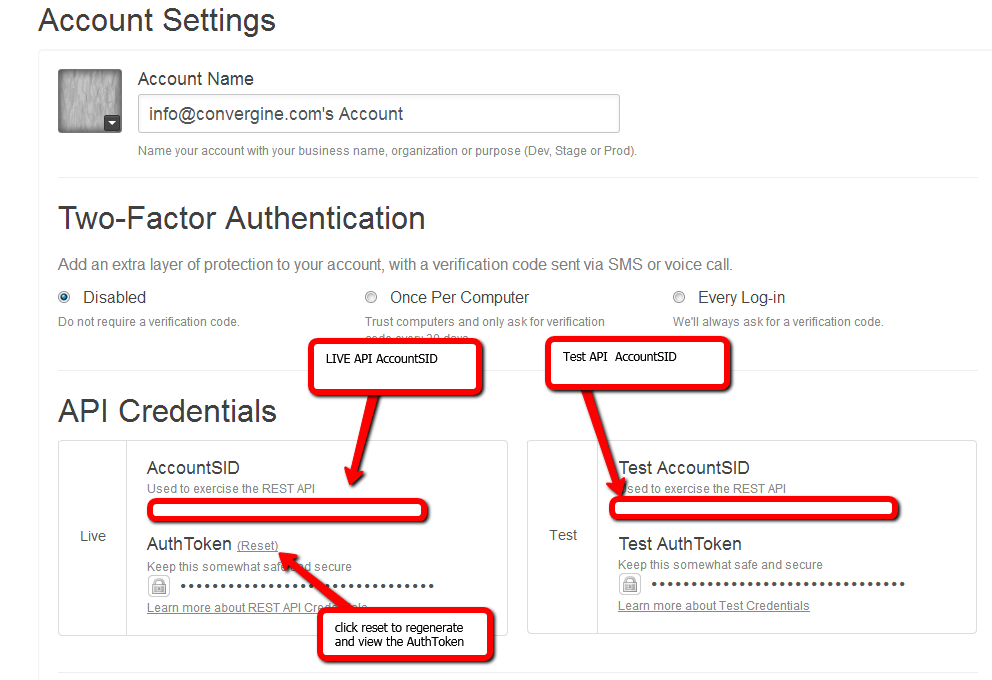 Account Settings
Account Name
info@convergine.com's Account
Name your account with your business name, organization or purpose (Dev, Stage or Prod).
Two-Factor Authentication
Add an extra layer of protection to your account, with a verification code sent via SMS or voice call.
Disabled
Do not require a verification code.
Once Per Computer
Trust computers and only ask for verification
code every 30 days.
Every Log-in
We'll always ask for a verification code.
LIVE API AccountSID
Test API AccountSID
API Credentials
Live
AccountSID
Used to exercise the REST API
AuthToken (Reset)
Keep this somewhat safe and secure
••••••••••••••••••••••••••••••••
Learn more about REST API Credentials
click reset to regenerate
and view the AuthToken
Test
Test AccountSID
Used to exercise the REST API
Test AuthToken
Keep this somewhat safe and secure
••••••••••••••••••••••••••••••••
Learn more about Test Credentials